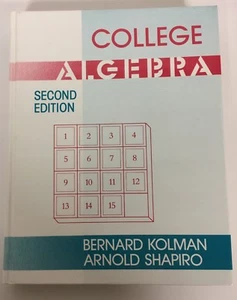 COLLEGE
ALGEBRA
SECOND
EDITION
1 2 3 4
5 6 7 8
9 10 11 12
13 14 15
BERNARD KOLMAN
ARNOLD SHAPIRO